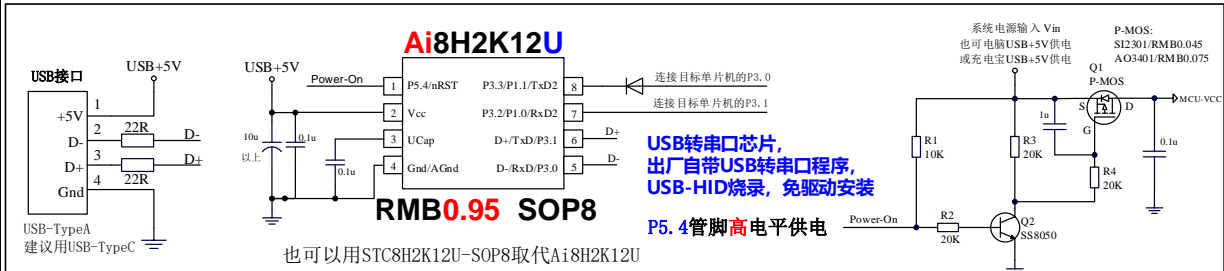 Ai8H2K12U
USB接口
USB+5V
+5V
1
D-
2
22R
D-
D+
3
22R
D+
Gnd
4
USB-TypeA
建议用USB-TypeC
USB+5V
Power-On
10u
以上
0.1u
0.1u
1 P5.4/nRST
2 Vcc
3 UCap
4 Gnd/AGnd
P3.3/P1.1/TxD2 8
P3.2/P1.0/RxD2 7
D+/TxD/P3.1 6
D-/RxD/P3.0 5
连接目标单片机的P3.0
连接目标单片机的P3.1
D+
D-
RMB0.95 SOP8
也可以用STC8H2K12U-SOP8取代Ai8H2K12U
USB转串口芯片,
出厂自带USB转串口程序,
USB-HID烧录, 免驱动安装
P5.4管脚高电平供电
系统电源输入 Vin
也可电脑USB+5V供电
或充电宝USB+5V供电
P-MOS:
SI2301/RMB0.045
AO3401/RMB0.075
Q1
P-MOS
S
D
G
MCU-VCC
1u
0.1u
R1
10K
R3
20K
R4
20K
Power-On
R2
20K
Q2
SS8050